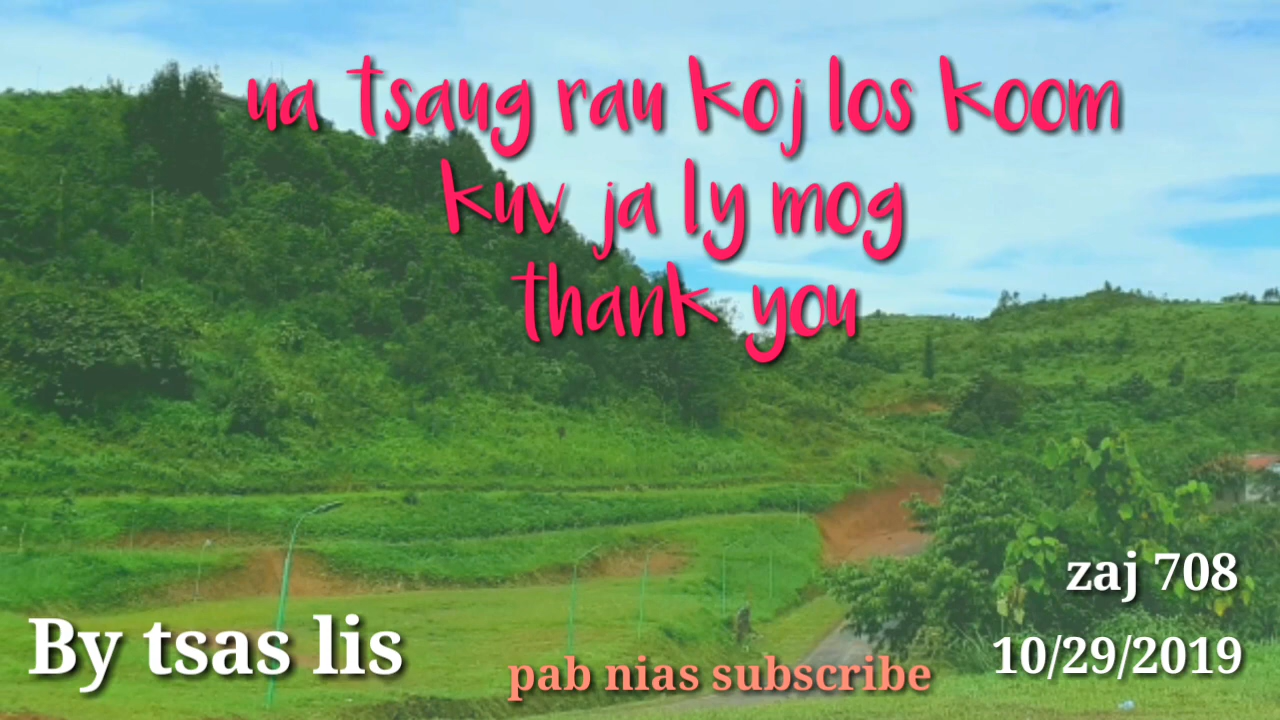 ua tsaug rau koj los koom
kuv ja ly mog
thank you
zaj 708
By tsas lis
10/29/2019
pab nias subscribe